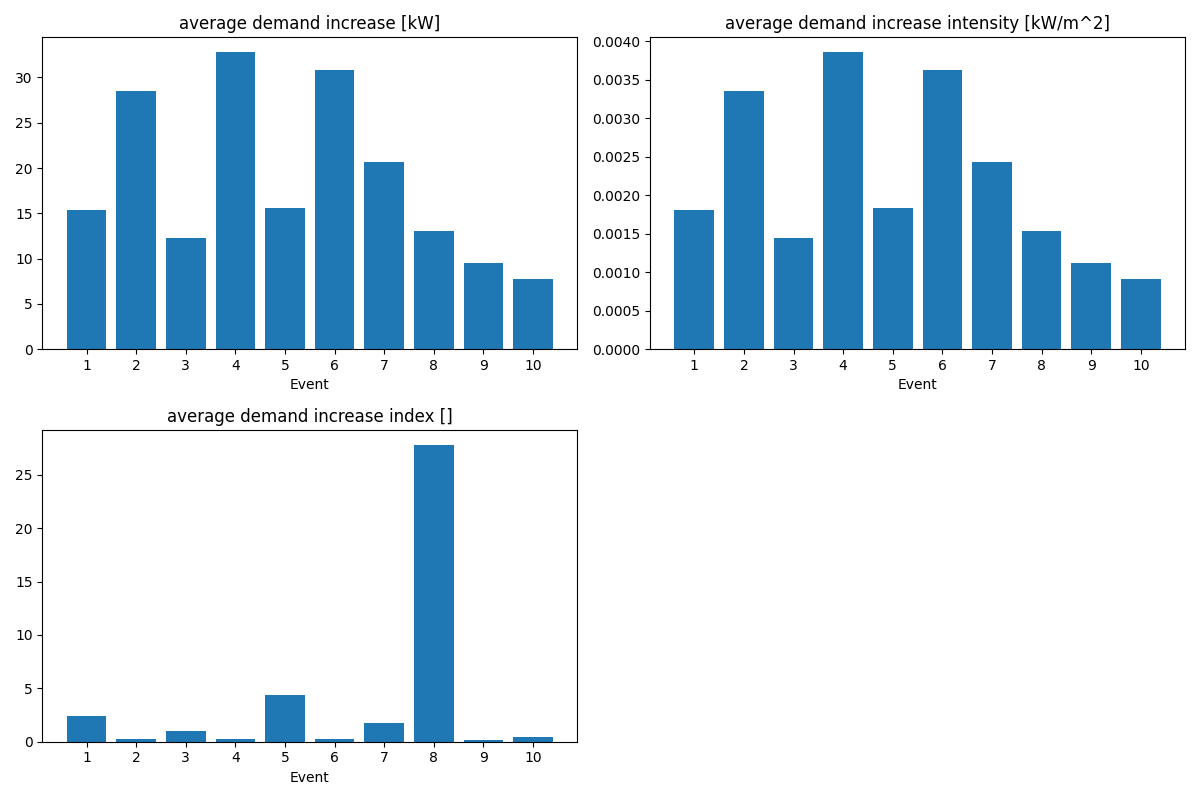 average demand increase [kW]
30
25
20
15
10
5
0
1 2 3 4 5 6 7 8 9 10
Event
average demand increase intensity [kW/m^2]
0.0040
0.0035
0.0030
0.0025
0.0020
0.0015
0.0010
0.0005
0.0000
1 2 3 4 5 6 7 8 9 10
Event
average demand increase index []
25
20
15
10
5
0
1 2 3 4 5 6 7 8 9 10
Event